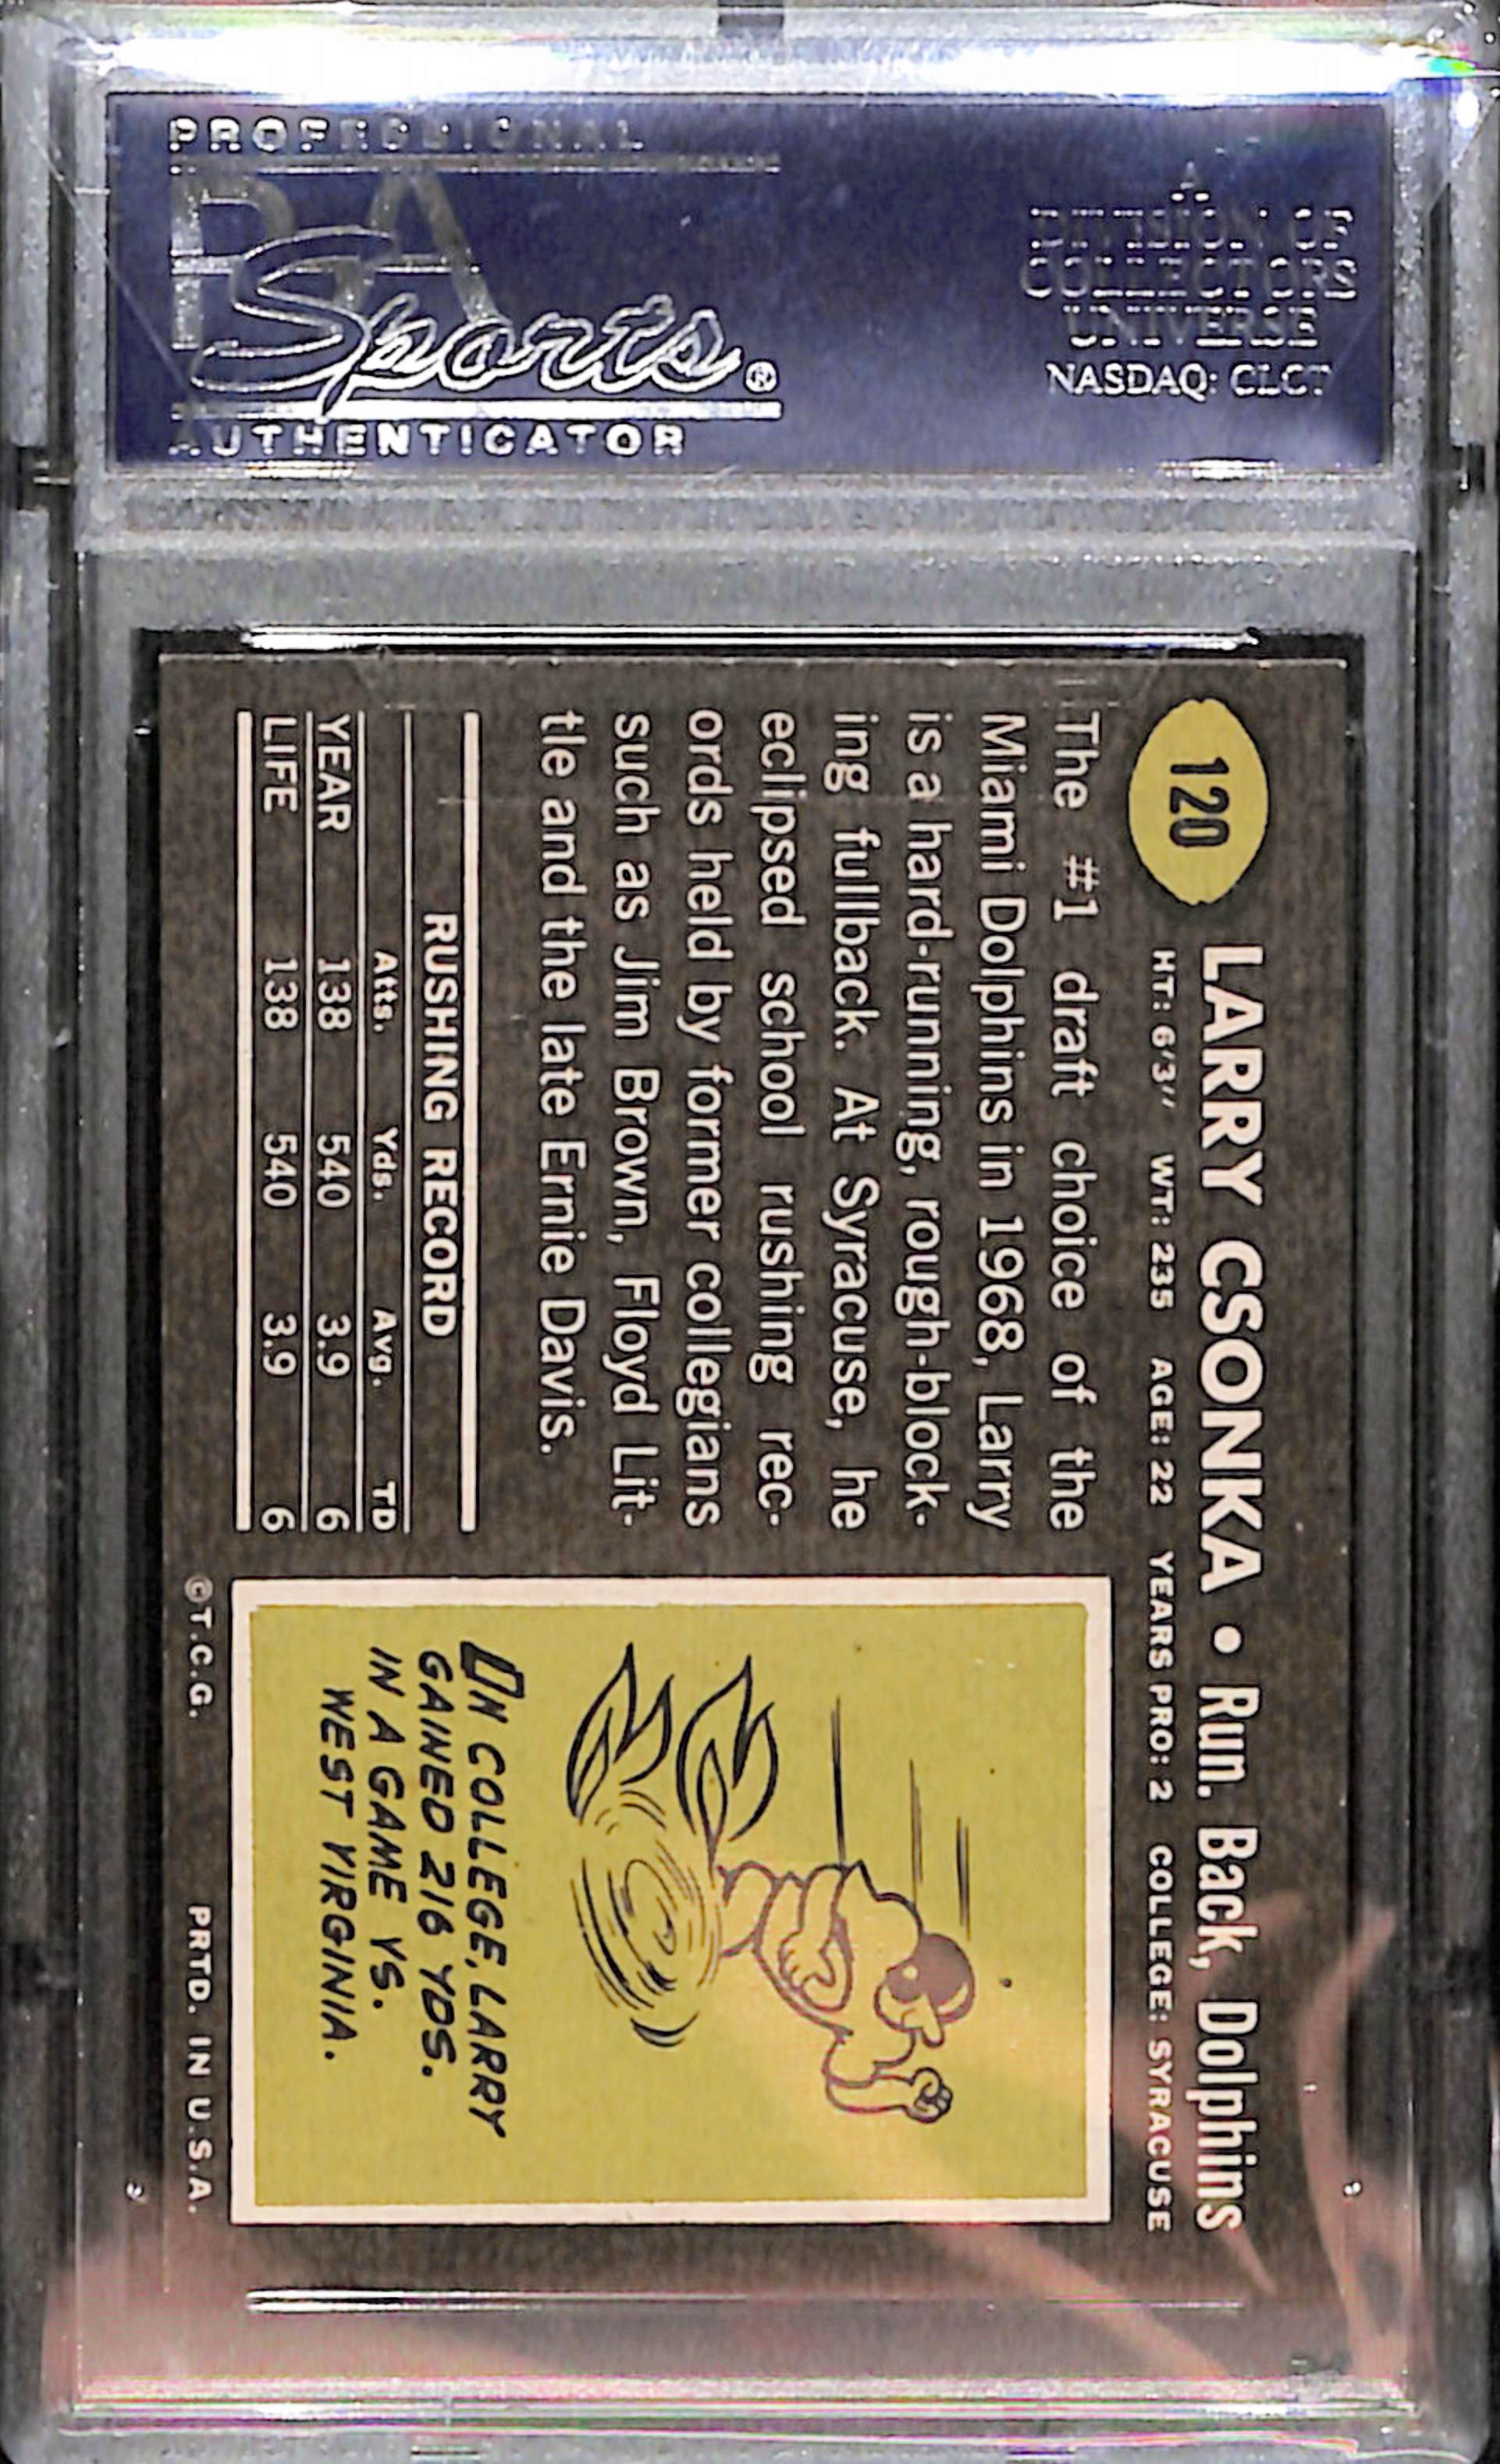 PROFESSIONAL
PSA
Sports®
AUTHENTICATOR
A
DIVISION OF
COLLECTORS
UNIVERSE
NASDAQ: CLCT
120
LARRY CSONKA • Run. Back, Dolphins
HT: 6'3" WT: 235 AGE: 22 YEARS PRO: 2 COLLEGE: SYRACUSE
The #1 draft choice of the
Miami Dolphins in 1968, Larry
is a hard-running, rough-block-
ing fullback. At Syracuse, he
eclipsed school rushing rec-
ords held by former collegians
such as Jim Brown, Floyd Lit-
tle and the late Ernie Davis.
RUSHING RECORD
Atts. Yds. Avg. TD
YEAR 138 540 3.9 6
LIFE 138 540 3.9 6
IN COLLEGE, LARRY
GAINED 216 YDS.
IN A GAME VS.
WEST VIRGINIA.
©T.C.G. PRTD. IN U.S.A.